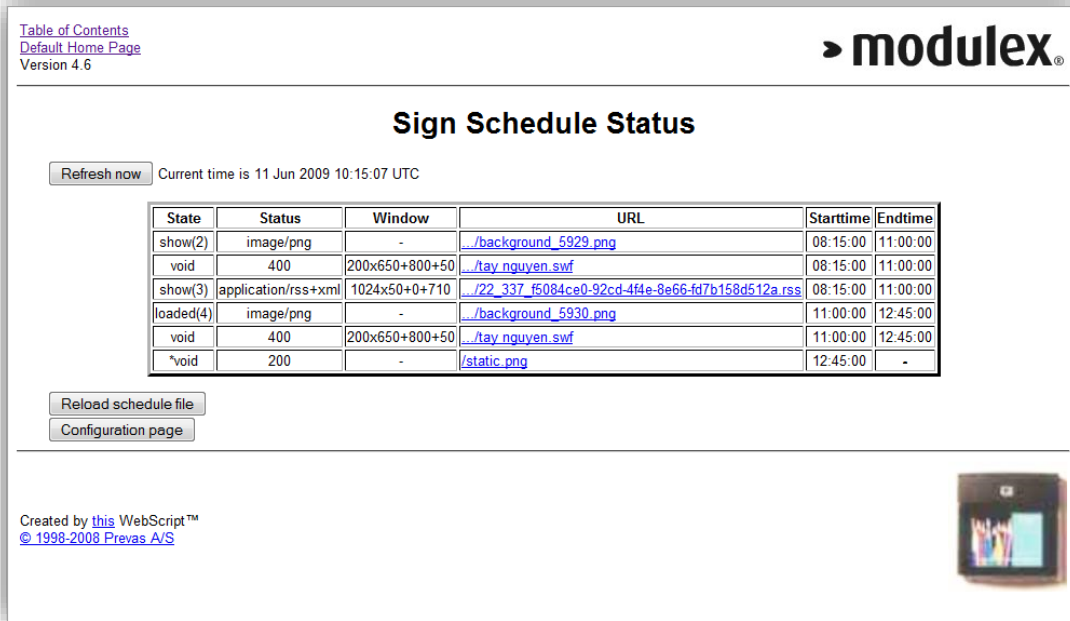 Table of Contents
Default Home Page
Version 4.6
modulex®
Sign Schedule Status
Refresh now Current time is 11 Jun 2009 10:15:07 UTC
State Status Window URL Starttime Endtime
show(2) image/png - .../background_5929.png 08:15:00 11:00:00
void 400 200x650+800+50 .../tay nguyen.swf 08:15:00 11:00:00
show(3) application/rss+xml 1024x50+0+710 .../22_337_f5084ce0-92cd-4f4e-8e66-fd7b158d512a.rss 08:15:00 11:00:00
loaded(4) image/png - .../background_5930.png 11:00:00 12:45:00
void 400 200x650+800+50 .../tay nguyen.swf 11:00:00 12:45:00
*void 200 - /static.png 12:45:00 -
Reload schedule file
Configuration page
Created by this WebScript™
© 1998-2008 Prevas A/S